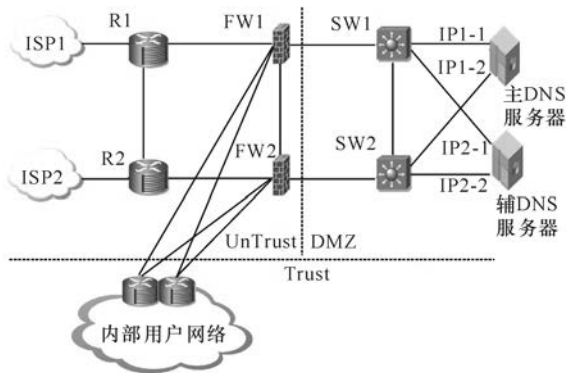 R1
FW1
SW1
IP1-1
ISP1
IP1-2
主DNS
服务器
R2
FW2
SW2
IP2-1
ISP2
IP2-2
辅DNS
服务器
UnTrust
DMZ
Trust
内部用户网络